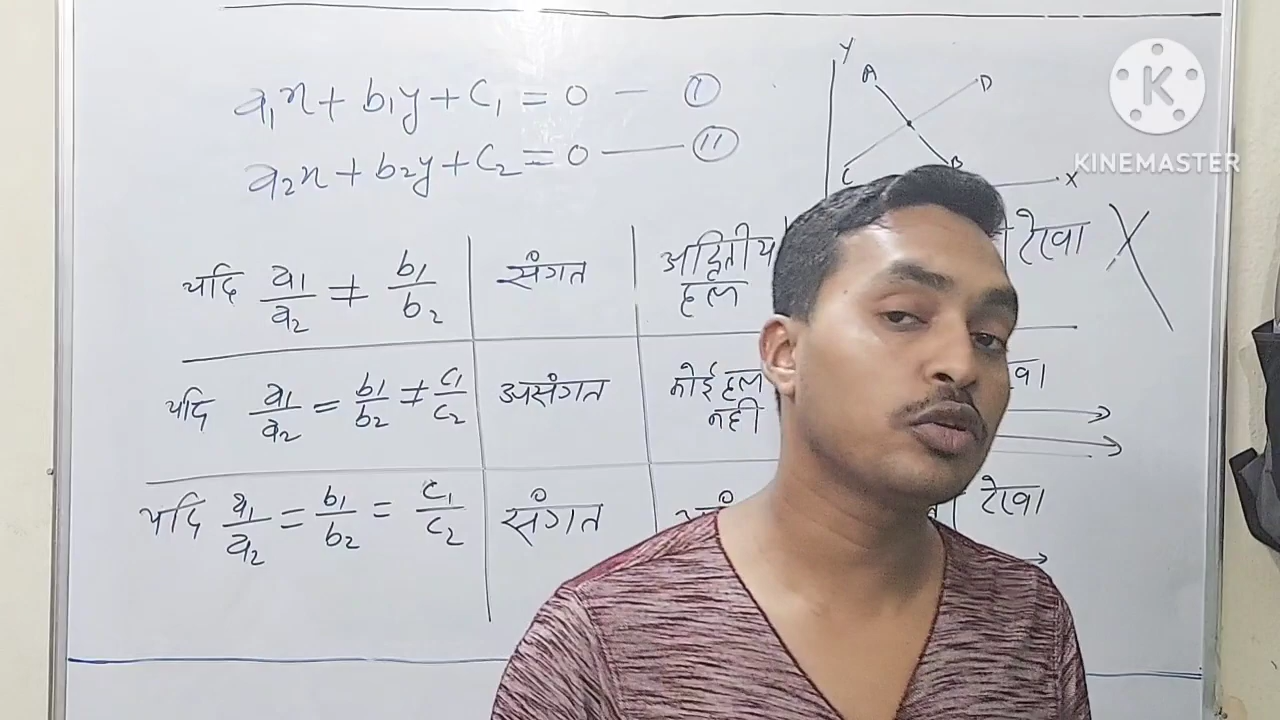 a₁x + b₁y + c₁ = 0 — (I)
a₂x + b₂y + c₂ = 0 — (II)
Y
A
D
C
B
X
K
KINEMASTER
यदि a₁/a₂ ≠ b₁/b₂ संगत अद्वितीय हल रेखा
यदि a₁/a₂ = b₁/b₂ ≠ c₁/c₂ असंगत कोई हल नही
यदि a₁/a₂ = b₁/b₂ = c₁/c₂ संगत रेखा